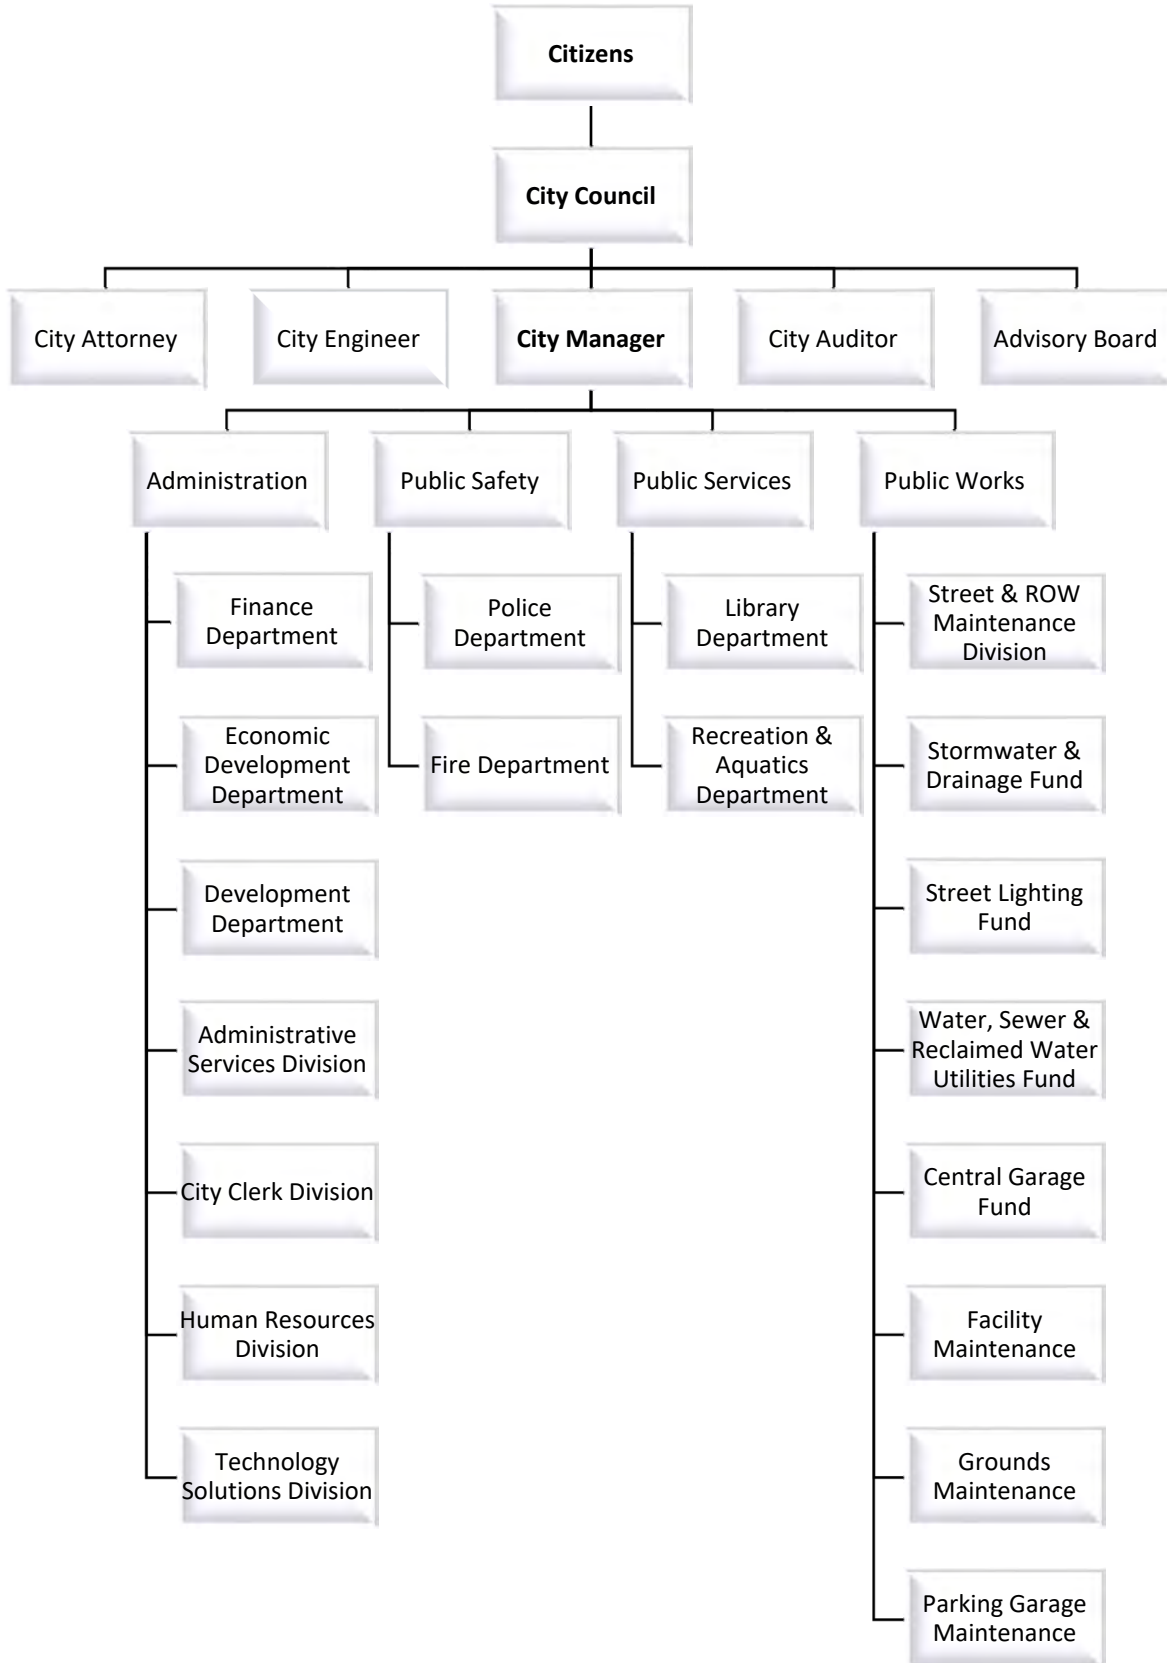 Citizens
City Council
City Attorney
City Engineer
City Manager
City Auditor
Advisory Board
Administration
Public Safety
Public Services
Public Works
Finance
Department
Economic
Development
Department
Development
Department
Administrative
Services Division
City Clerk Division
Human Resources
Division
Technology
Solutions Division
Police
Department
Fire Department
Library
Department
Recreation &
Aquatics
Department
Street & ROW
Maintenance
Division
Stormwater &
Drainage Fund
Street Lighting
Fund
Water, Sewer &
Reclaimed Water
Utilities Fund
Central Garage
Fund
Facility
Maintenance
Grounds
Maintenance
Parking Garage
Maintenance